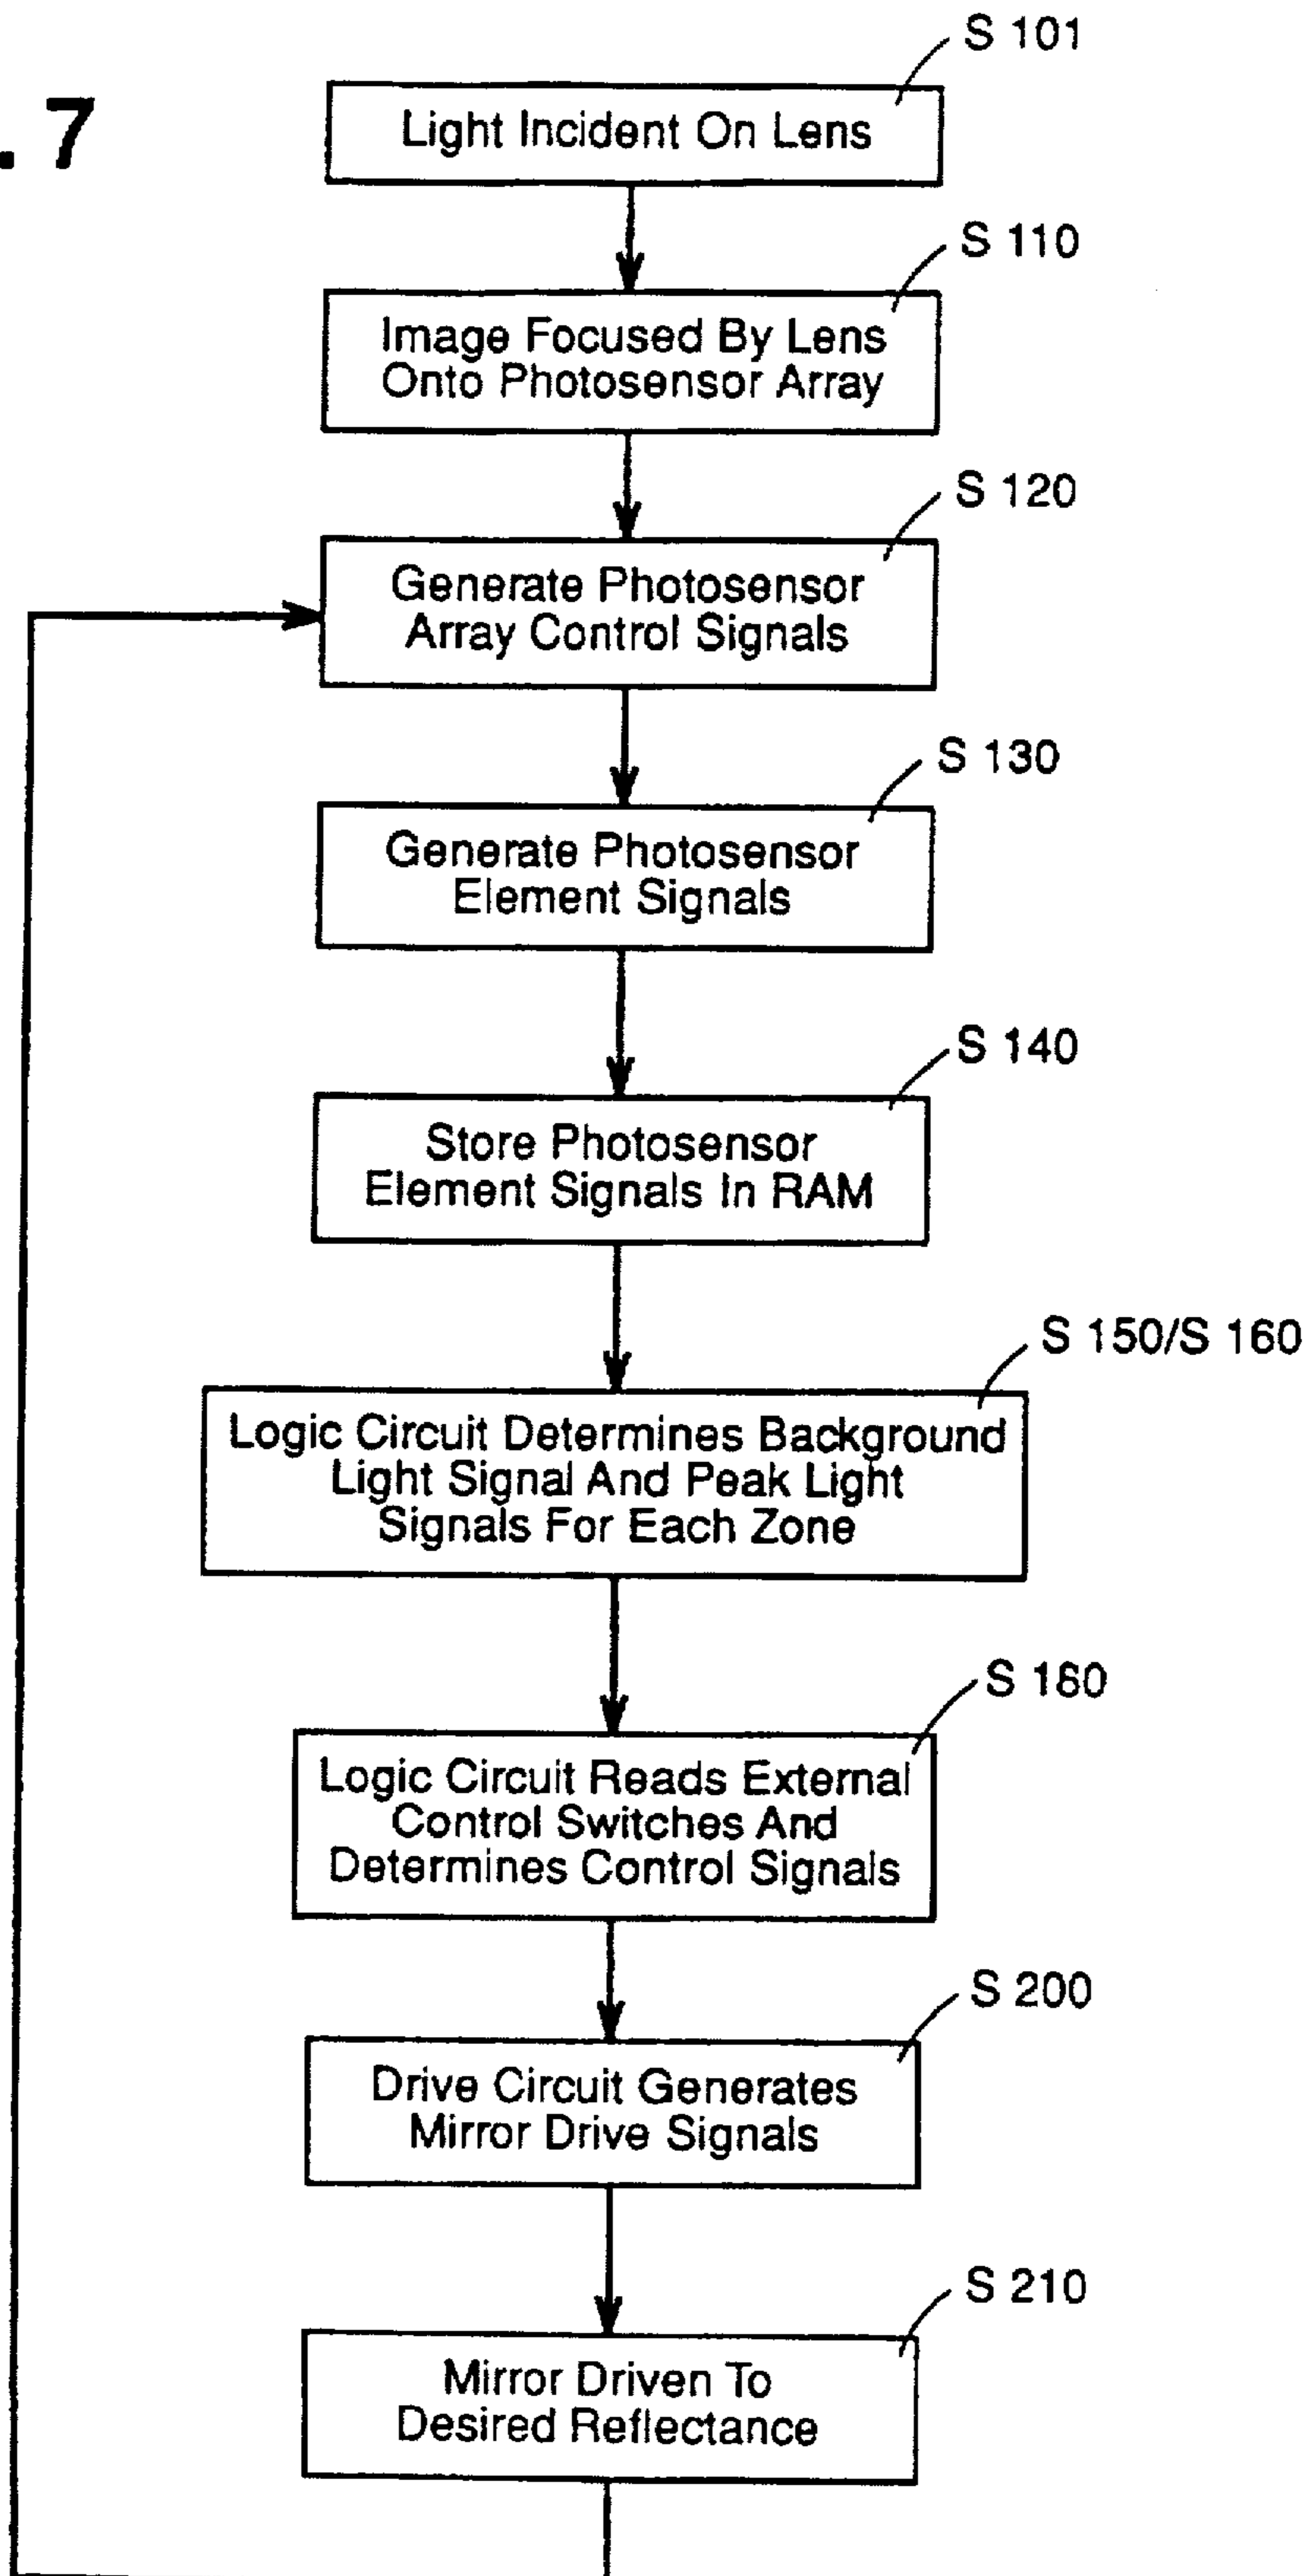 . 7
S 101
Light Incident On Lens
S 110
Image Focused By Lens
Onto Photosensor Array
S 120
Generate Photosensor
Array Control Signals
S 130
Generate Photosensor
Element Signals
S 140
Store Photosensor
Element Signals In RAM
S 150/S 160
Logic Circuit Determines Background
Light Signal And Peak Light
Signals For Each Zone
S 180
Logic Circuit Reads External
Control Switches And
Determines Control Signals
S 200
Drive Circuit Generates
Mirror Drive Signals
S 210
Mirror Driven To
Desired Reflectance